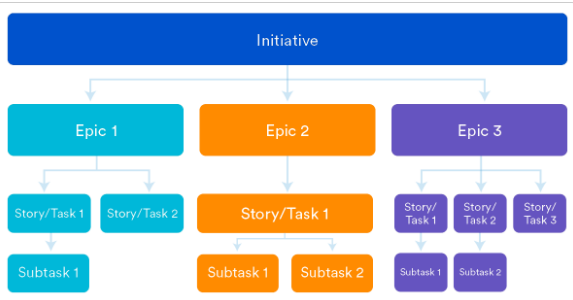 Initiative
Epic 1
Epic 2
Epic 3
Story/Task 1
Story/Task 2
Story/Task 1
Story/
Task 1
Story/
Task 2
Story/
Task 3
Subtask 1
Subtask 1
Subtask 2
Subtask 1
Subtask 2